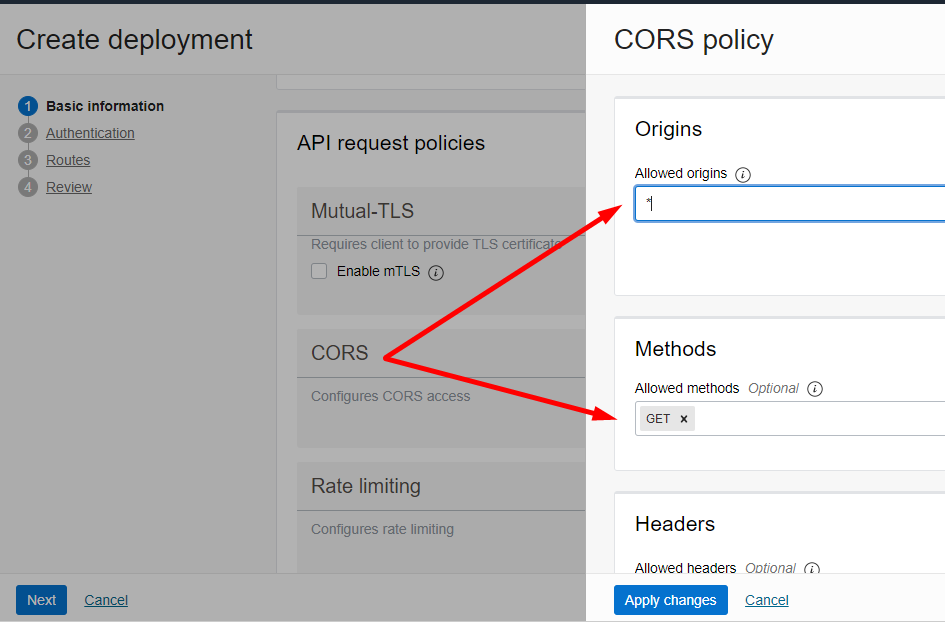 Create deployment
1 Basic information
2 Authentication
3 Routes
4 Review
API request policies
Mutual-TLS
Requires client to provide TLS certificate
Enable mTLS i
CORS
Configures CORS access
Rate limiting
Configures rate limiting
Next Cancel
CORS policy
Origins
Allowed origins i
*
Methods
Allowed methods Optional i
GET ×
Headers
Allowed headers Optional i
Apply changes Cancel